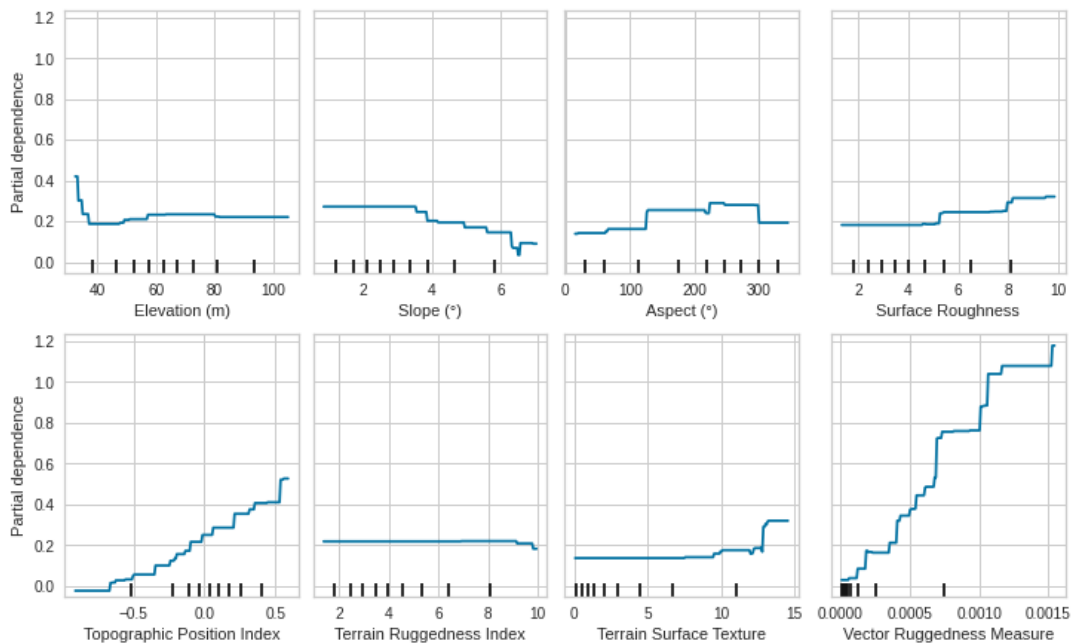 1.2
1.0
0.8
0.6
0.4
0.2
0.0
Partial dependence
40 60 80 100
Elevation (m)
2 4 6
Slope (°)
0 100 200 300
Aspect (°)
2 4 6 8 10
Surface Roughness
1.2
1.0
0.8
0.6
0.4
0.2
0.0
Partial dependence
−0.5 0.0 0.5
Topographic Position Index
2 4 6 8 10
Terrain Ruggedness Index
0 5 10 15
Terrain Surface Texture
0.0000 0.0005 0.0010 0.0015
Vector Ruggedness Measure